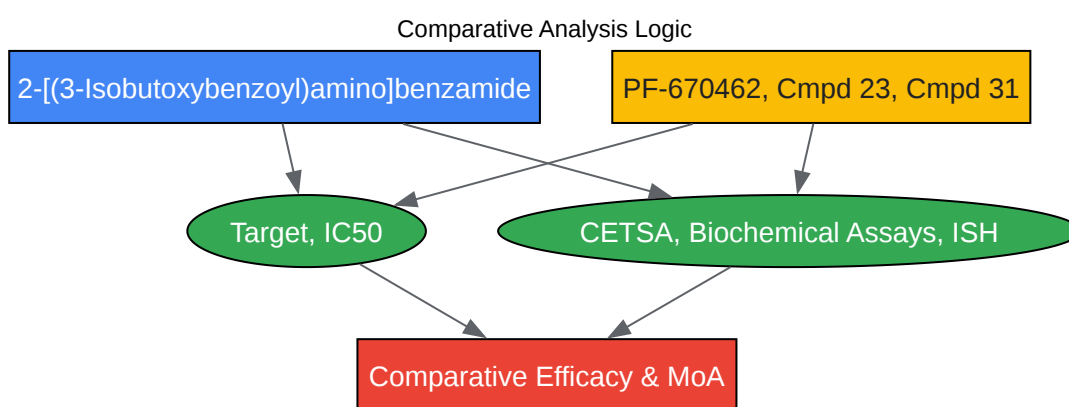 Comparative Analysis Logic
2-[(3-Isobutoxybenzoyl)amino]benzamide
PF-670462, Cmpd 23, Cmpd 31
Target, IC50
CETSA, Biochemical Assays, ISH
Comparative Efficacy & MoA